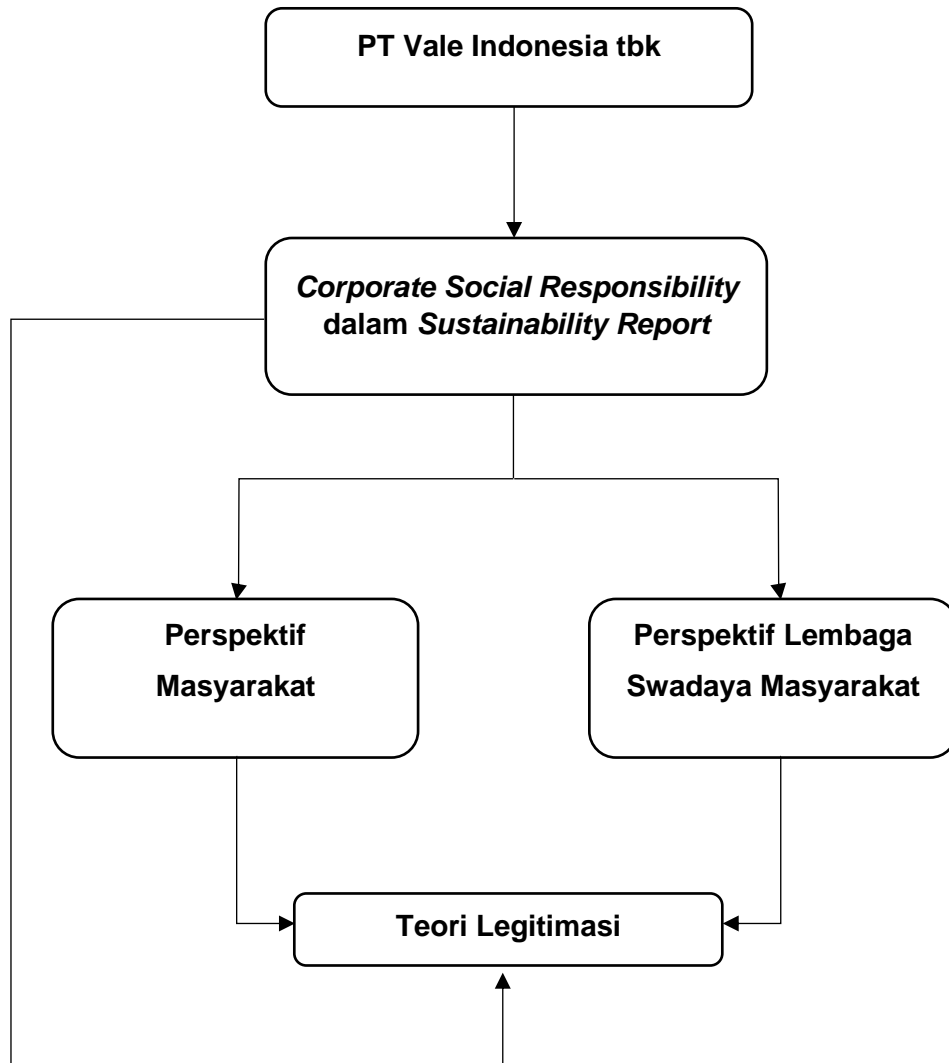 PT Vale Indonesia tbk
Corporate Social Responsibility
dalam Sustainability Report
Perspektif
Masyarakat
Perspektif Lembaga
Swadaya Masyarakat
Teori Legitimasi